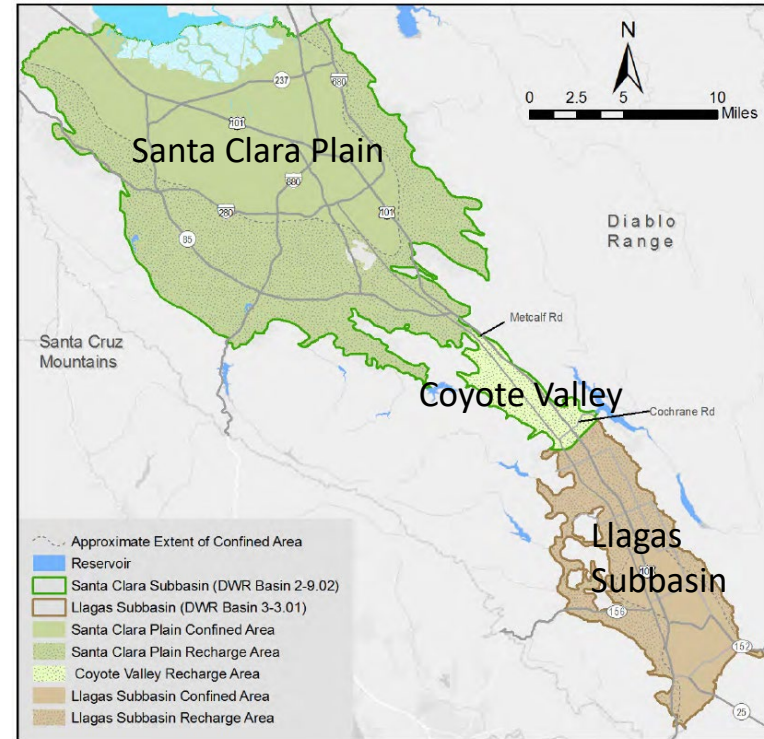 N
0 2.5 5 10
Miles
237
680
101
Santa Clara Plain
880
280
101
85
Diablo
Range
Metcalf Rd
Santa Cruz
Mountains
Coyote Valley
Cochrane Rd
Llagas
Subbasin
101
156
152
25
Approximate Extent of Confined Area
Reservoir
Santa Clara Subbasin (DWR Basin 2-9.02)
Llagas Subbasin (DWR Basin 3-3.01)
Santa Clara Plain Confined Area
Santa Clara Plain Recharge Area
Coyote Valley Recharge Area
Llagas Subbasin Confined Area
Llagas Subbasin Recharge Area